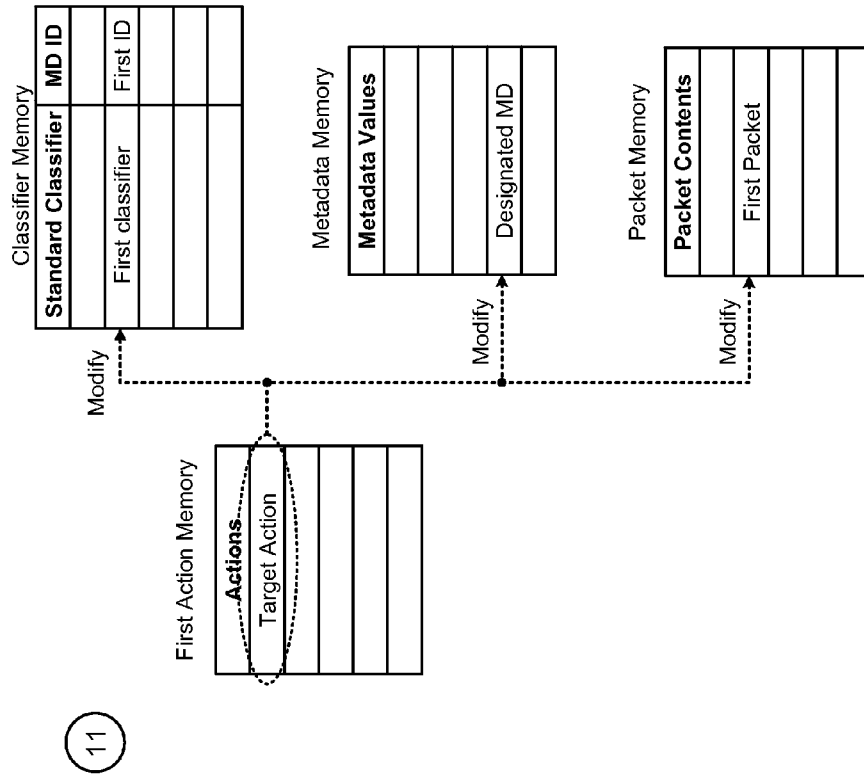 11
First Action Memory
Actions
Target Action
Modify
Modify
Modify
Classifier Memory
Standard Classifier MD ID
First classifier First ID
Metadata Memory
Metadata Values
Designated MD
Packet Memory
Packet Contents
First Packet